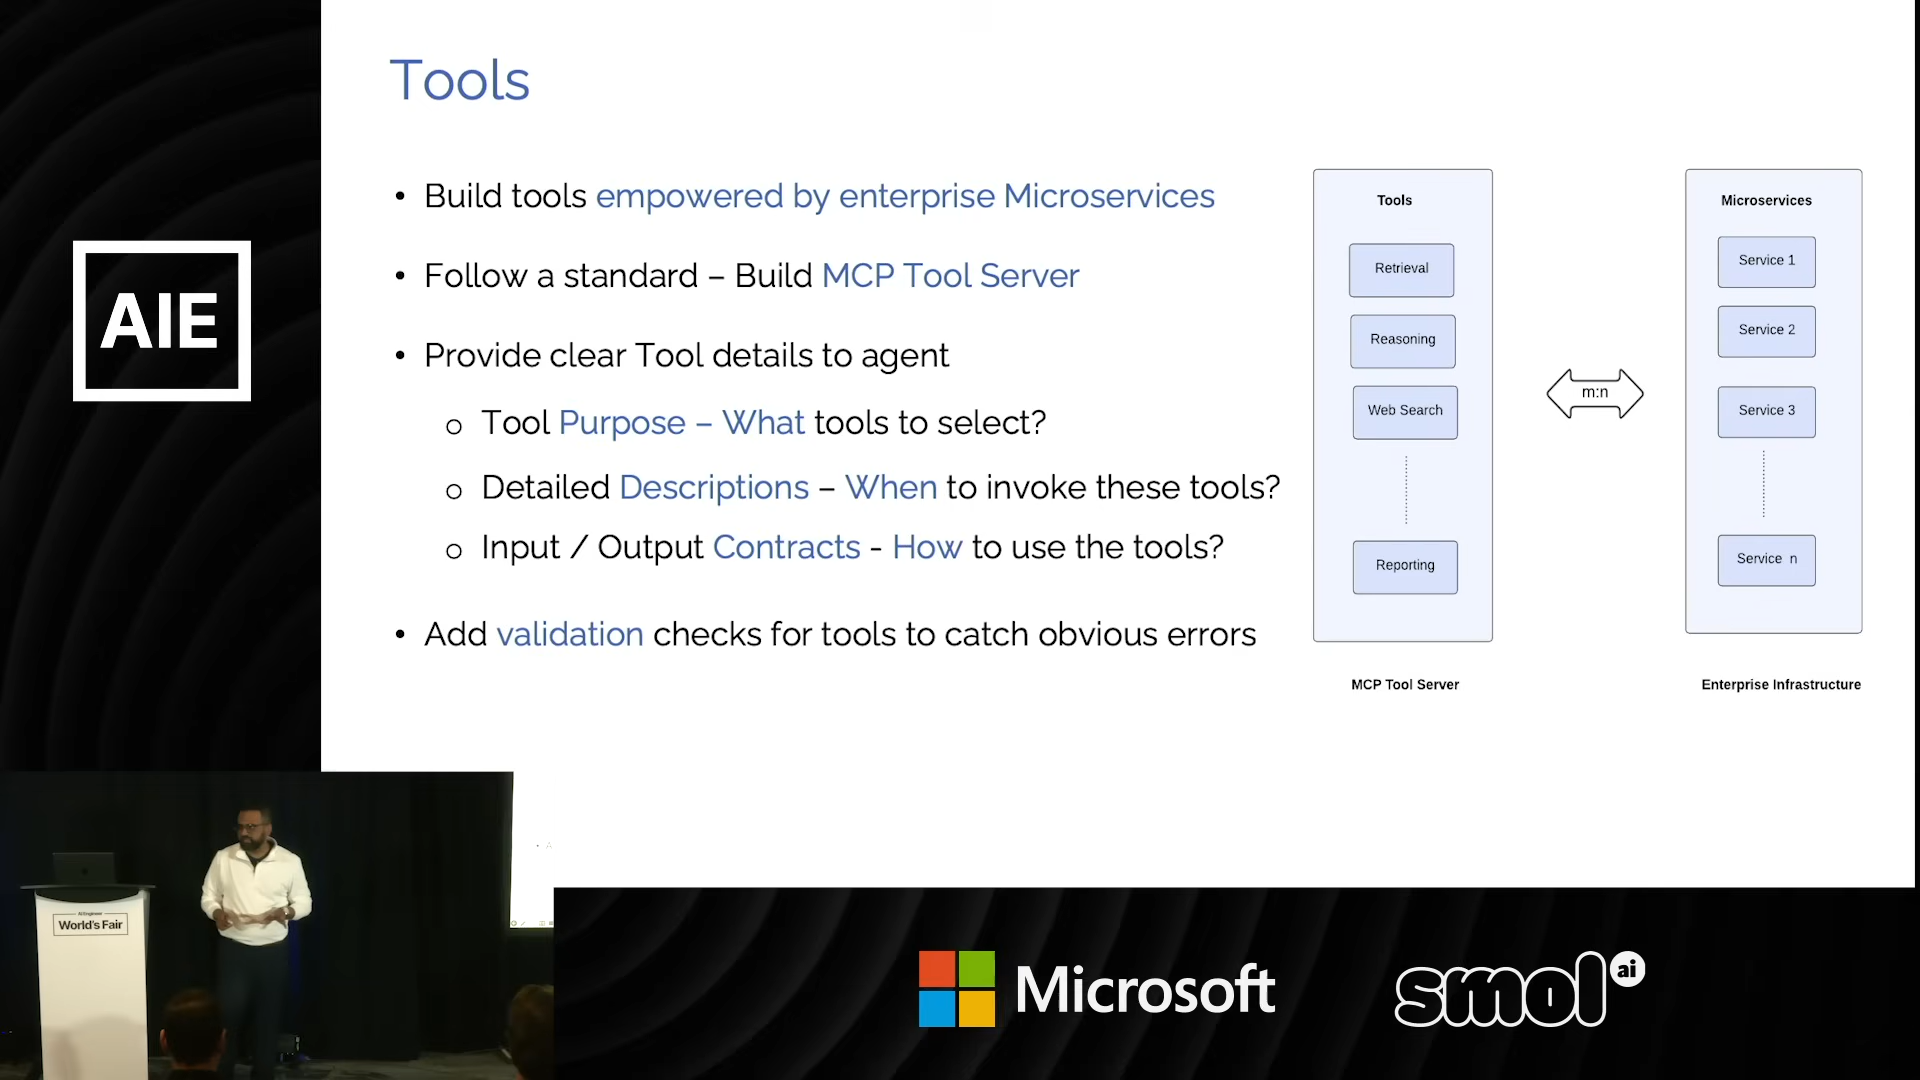 Tools
• Build tools empowered by enterprise Microservices
• Follow a standard – Build MCP Tool Server
• Provide clear Tool details to agent
o Tool Purpose – What tools to select?
o Detailed Descriptions – When to invoke these tools?
o Input / Output Contracts - How to use the tools?
• Add validation checks for tools to catch obvious errors
Tools
Retrieval
Reasoning
Web Search
Reporting
MCP Tool Server
m:n
Microservices
Service 1
Service 2
Service 3
Service n
Enterprise Infrastructure
AIE
AI Engineer
World's Fair
Microsoft
smol ai